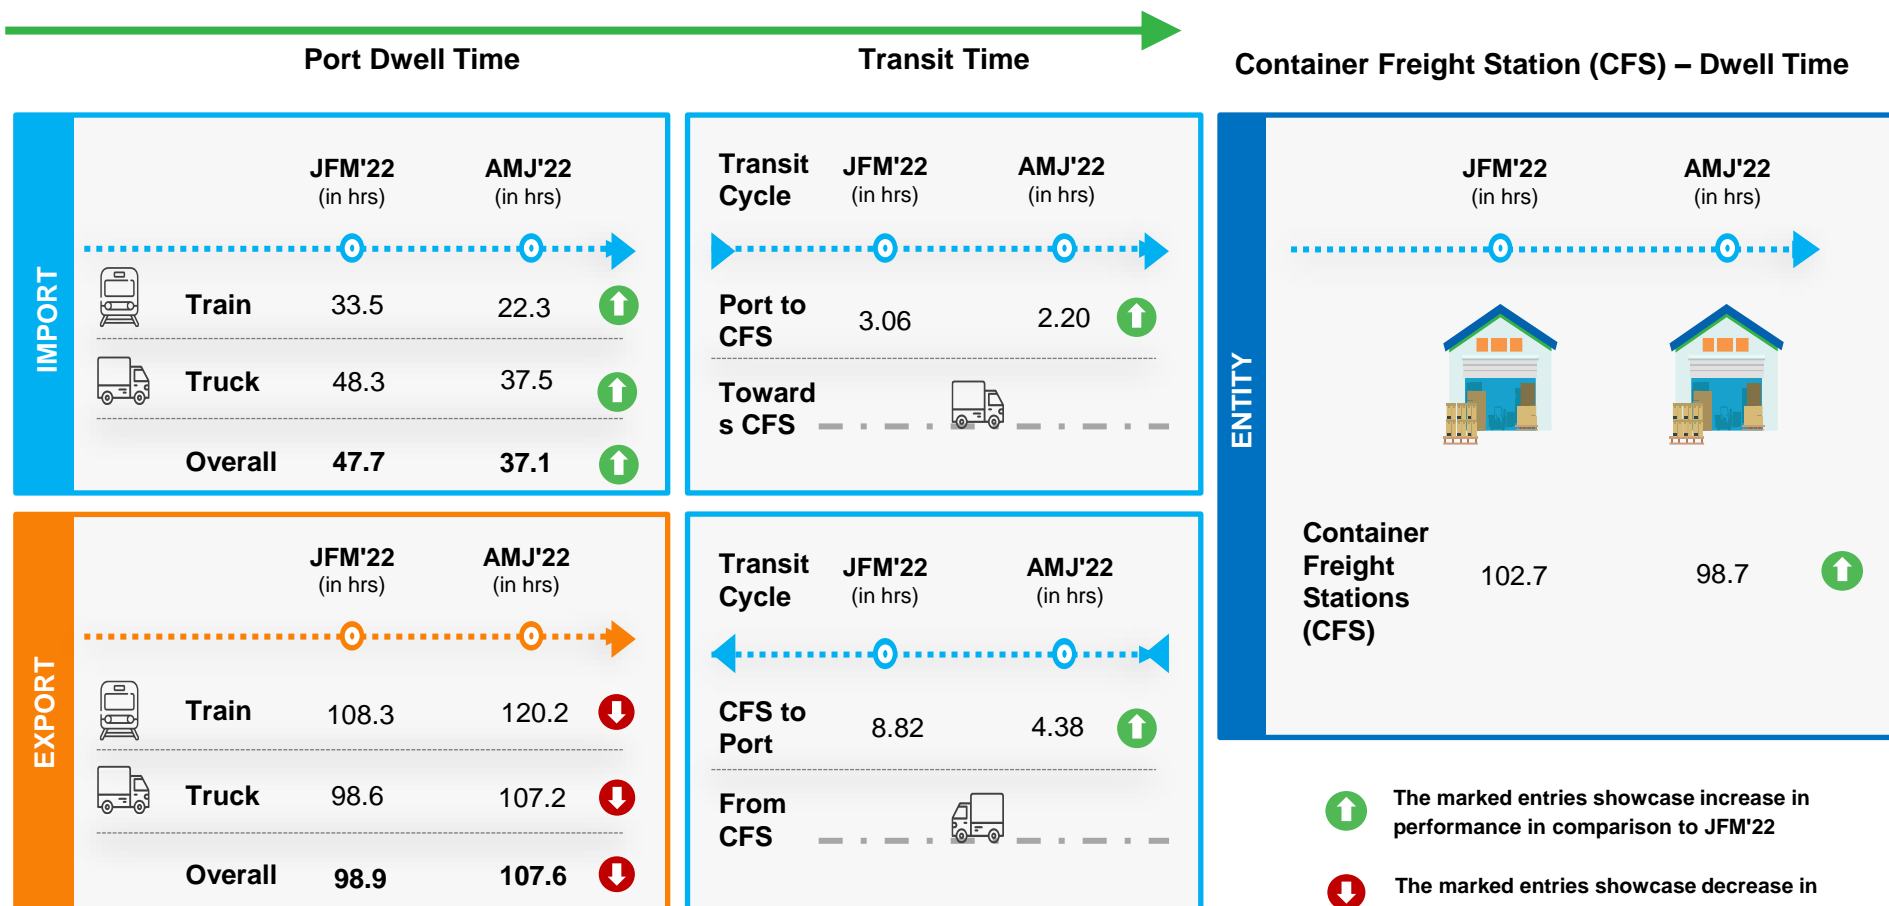 Port Dwell Time
Transit Time
Container Freight Station (CFS) – Dwell Time
IMPORT
JFM'22
(in hrs)
AMJ'22
(in hrs)
Train 33.5 22.3
Truck 48.3 37.5
Overall 47.7 37.1
Transit
Cycle
JFM'22
(in hrs)
AMJ'22
(in hrs)
Port to
CFS
3.06 2.20
Toward
s CFS
ENTITY
JFM'22
(in hrs)
AMJ'22
(in hrs)
Container
Freight
Stations
(CFS)
102.7 98.7
EXPORT
JFM'22
(in hrs)
AMJ'22
(in hrs)
Train 108.3 120.2
Truck 98.6 107.2
Overall 98.9 107.6
Transit
Cycle
JFM'22
(in hrs)
AMJ'22
(in hrs)
CFS to
Port
8.82 4.38
From
CFS
The marked entries showcase increase in
performance in comparison to JFM'22
The marked entries showcase decrease in